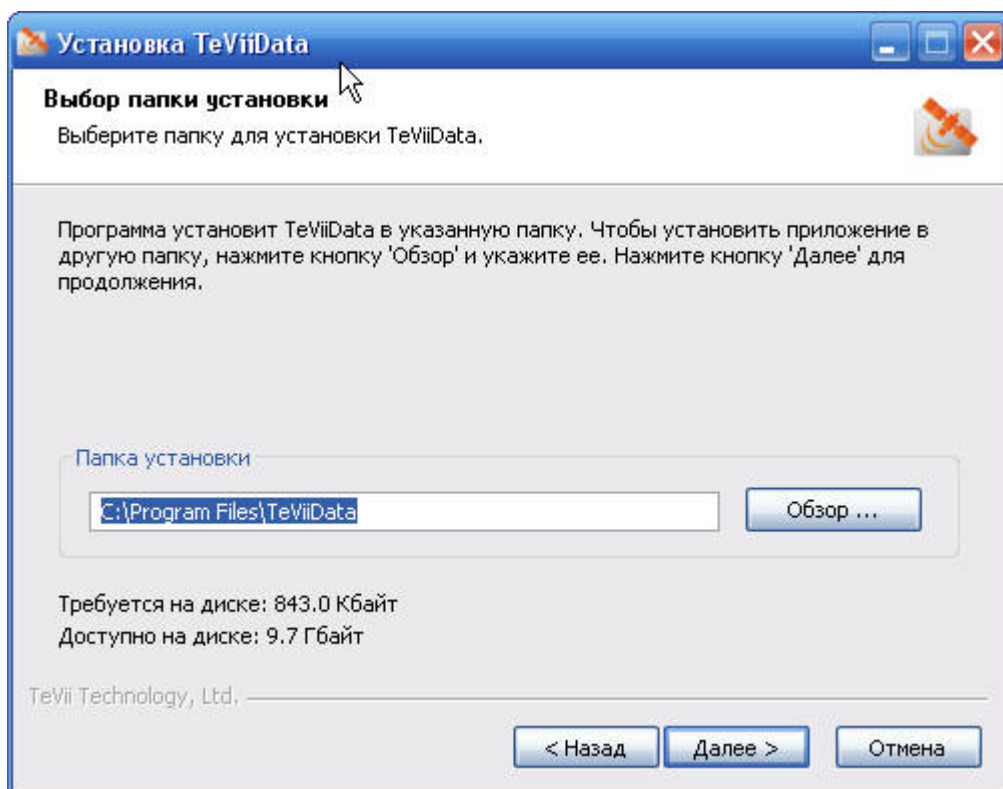 Установка TeViiData
Выбор папки установки
Выберите папку для установки TeViiData.
Программа установит TeViiData в указанную папку. Чтобы установить приложение в
другую папку, нажмите кнопку 'Обзор' и укажите ее. Нажмите кнопку 'Далее' для
продолжения.
Папка установки
C:\Program Files\TeViiData
Обзор ...
Требуется на диске: 843.0 Кбайт
Доступно на диске: 9.7 Гбайт
TeVii Technology, Ltd.
< Назад
Далее >
Отмена